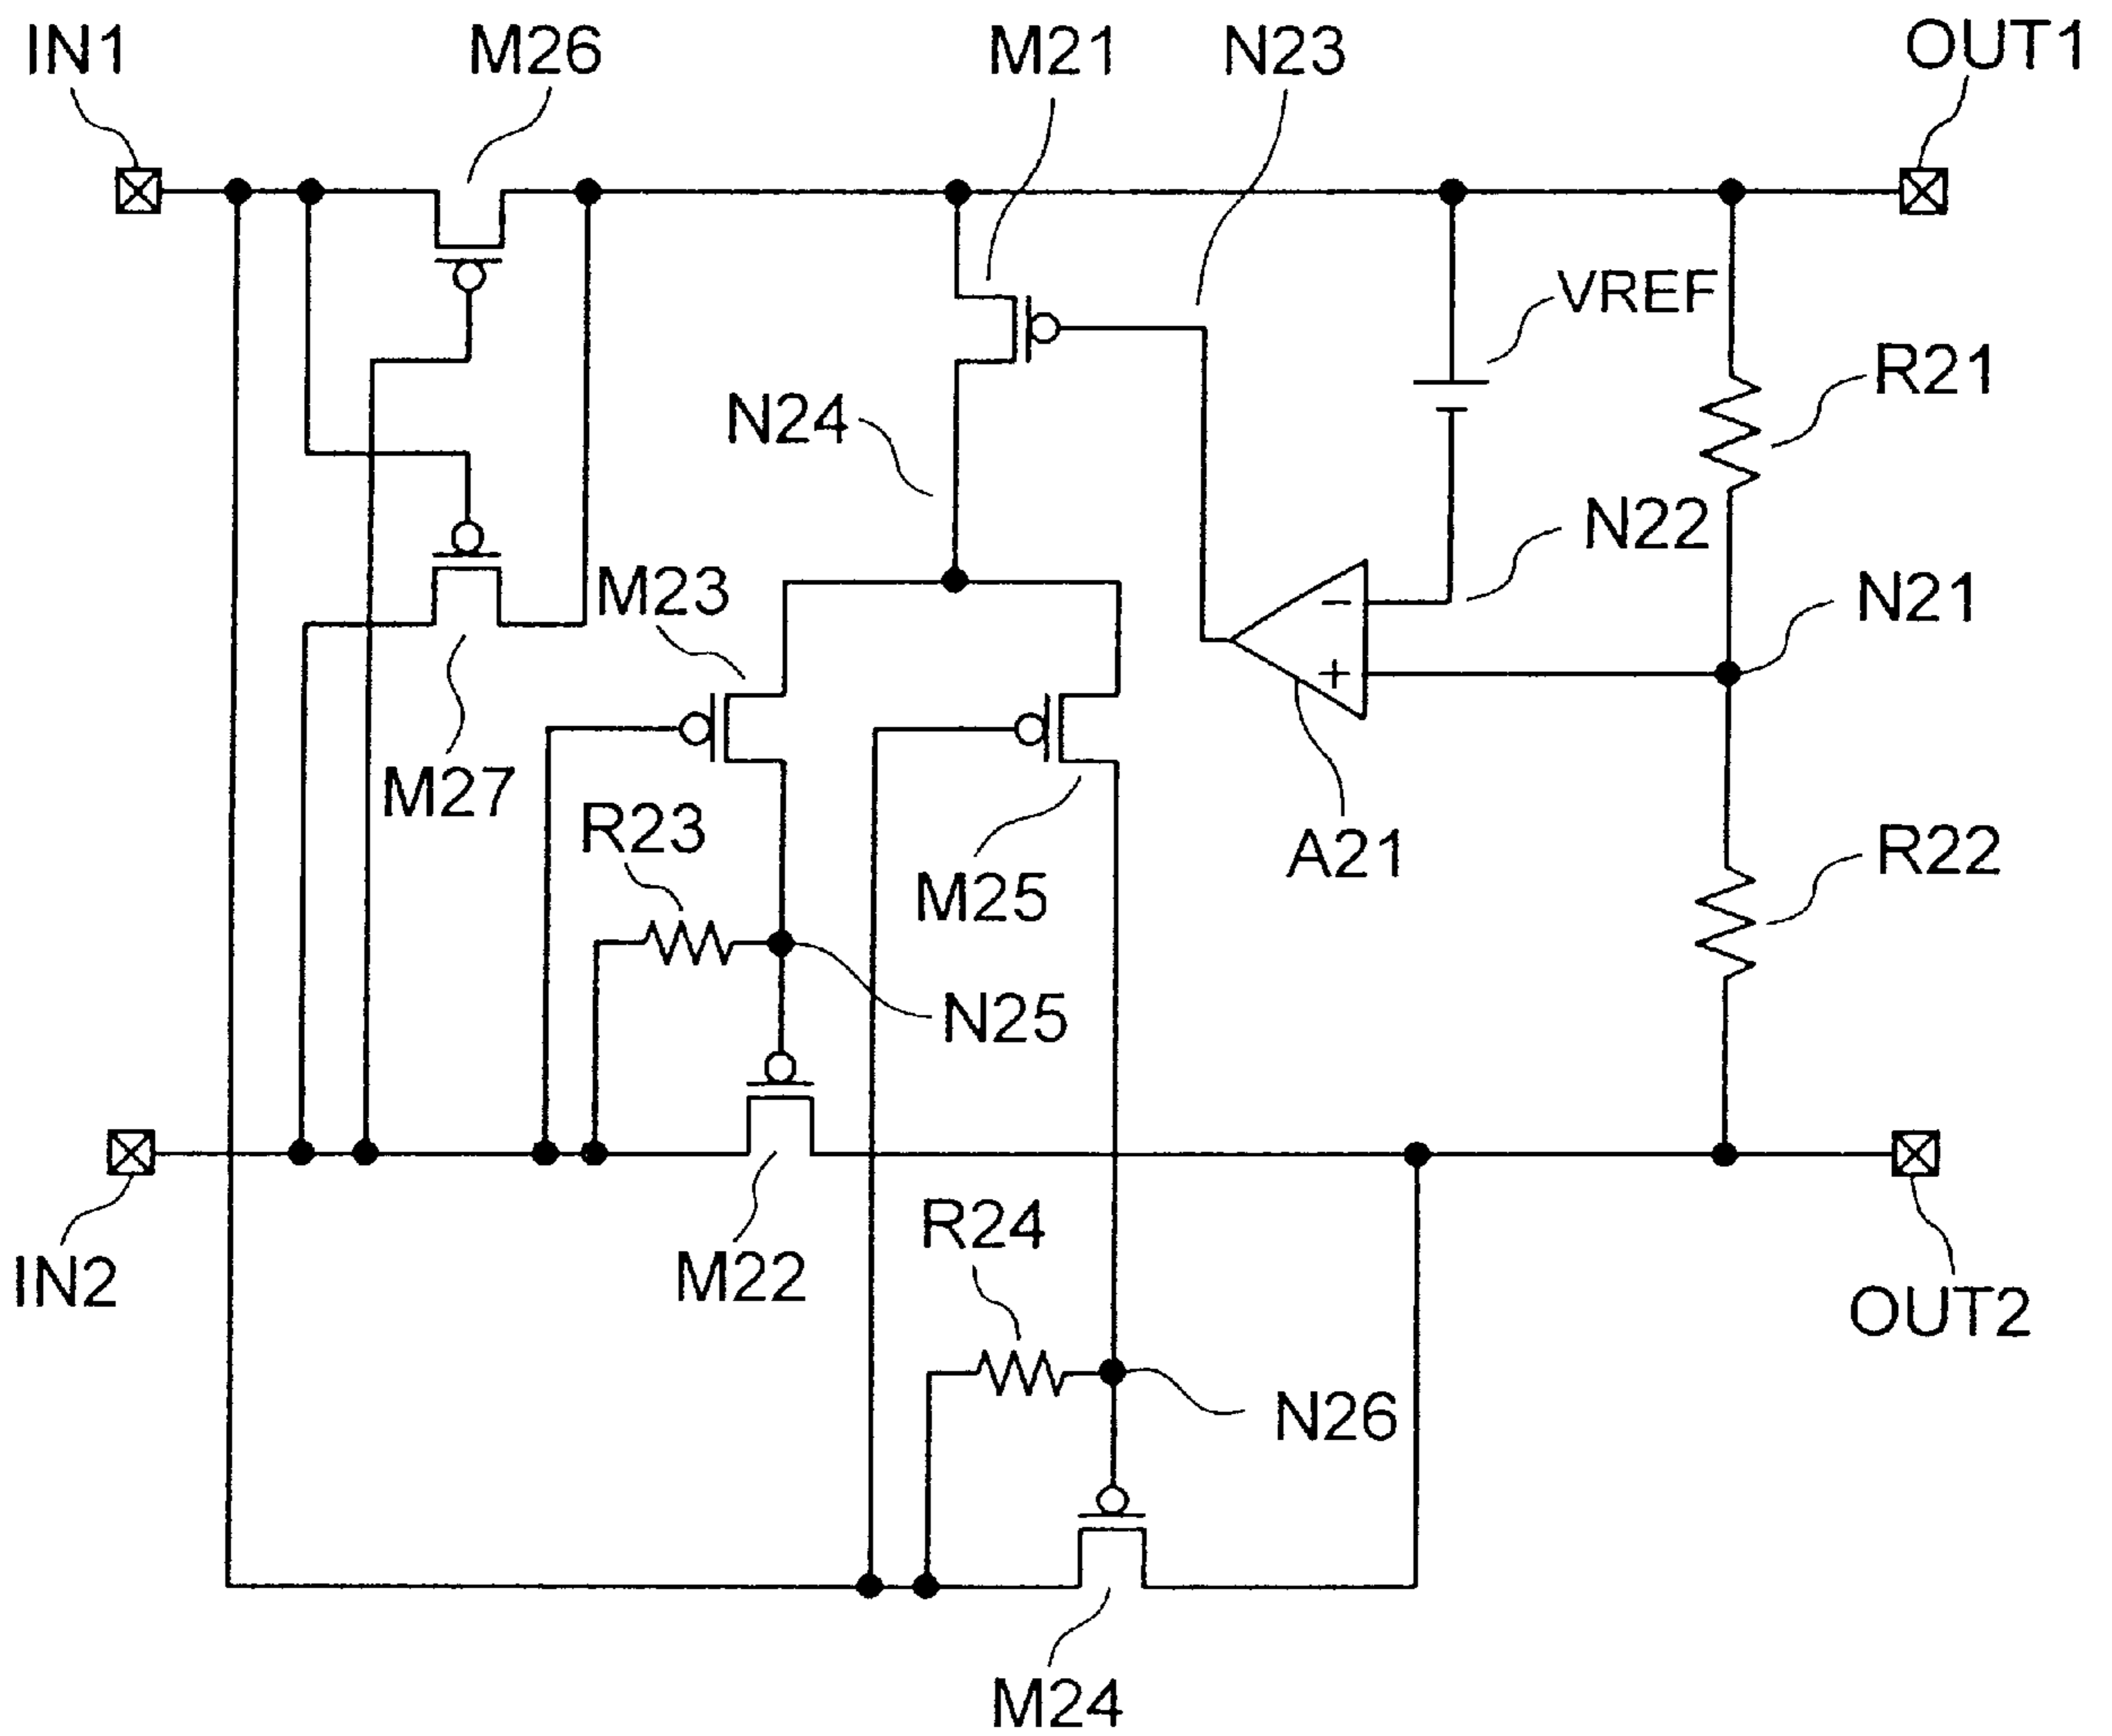 IN1
M26
M21
N23
OUT1
VREF
R21
N24
N22
M23
N21
−
+
M27
R23
M25
A21
R22
N25
IN2
M22
R24
OUT2
N26
M24